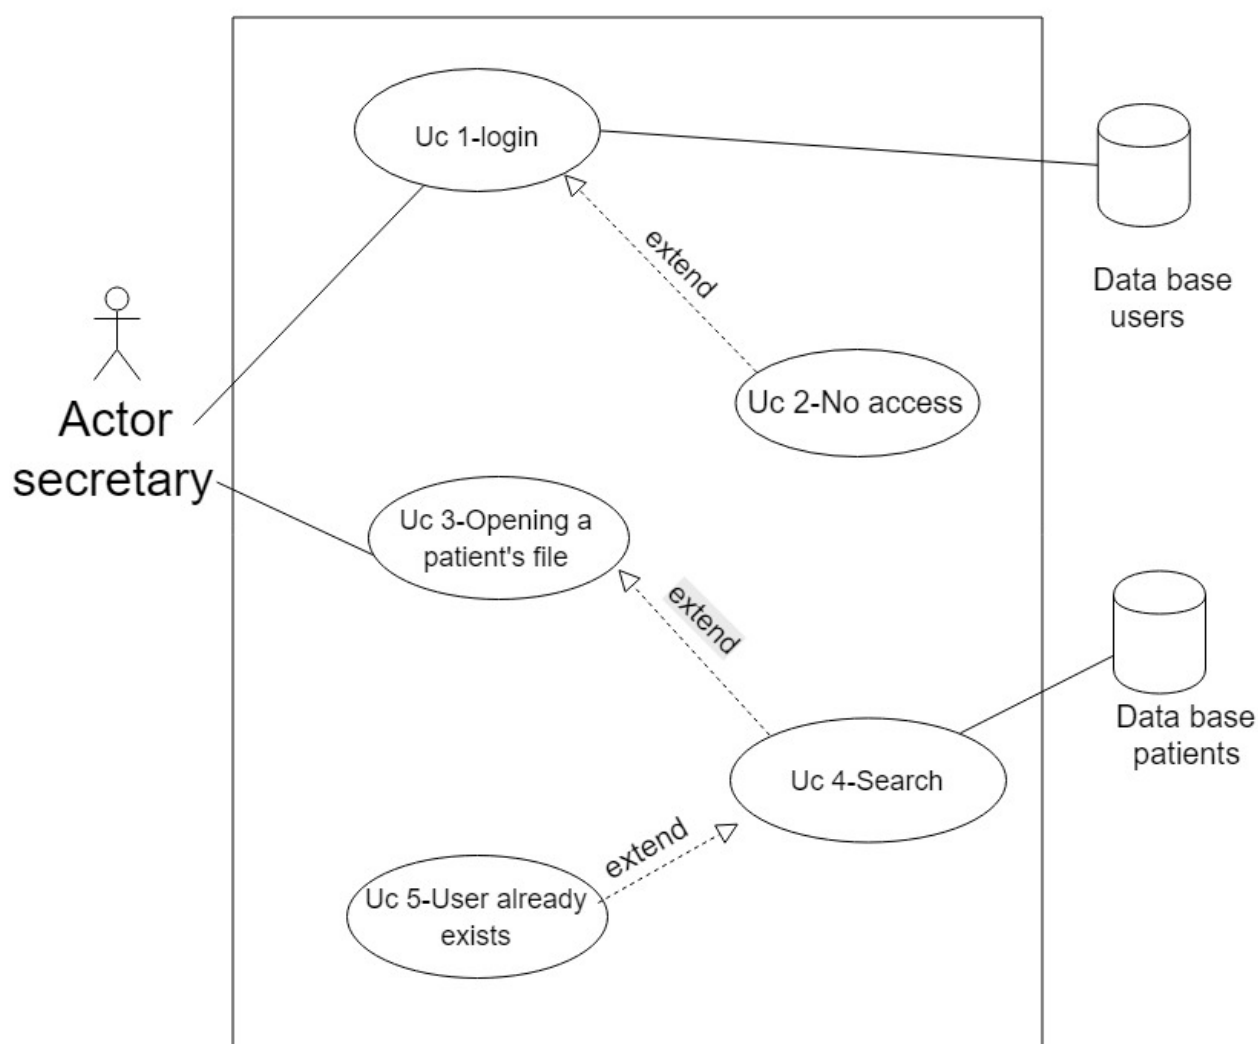 Uc 1-login
extend
Data base
users
Uc 2-No access
Actor
secretary
Uc 3-Opening a
patient's file
extend
Data base
patients
Uc 4-Search
extend
Uc 5-User already
exists